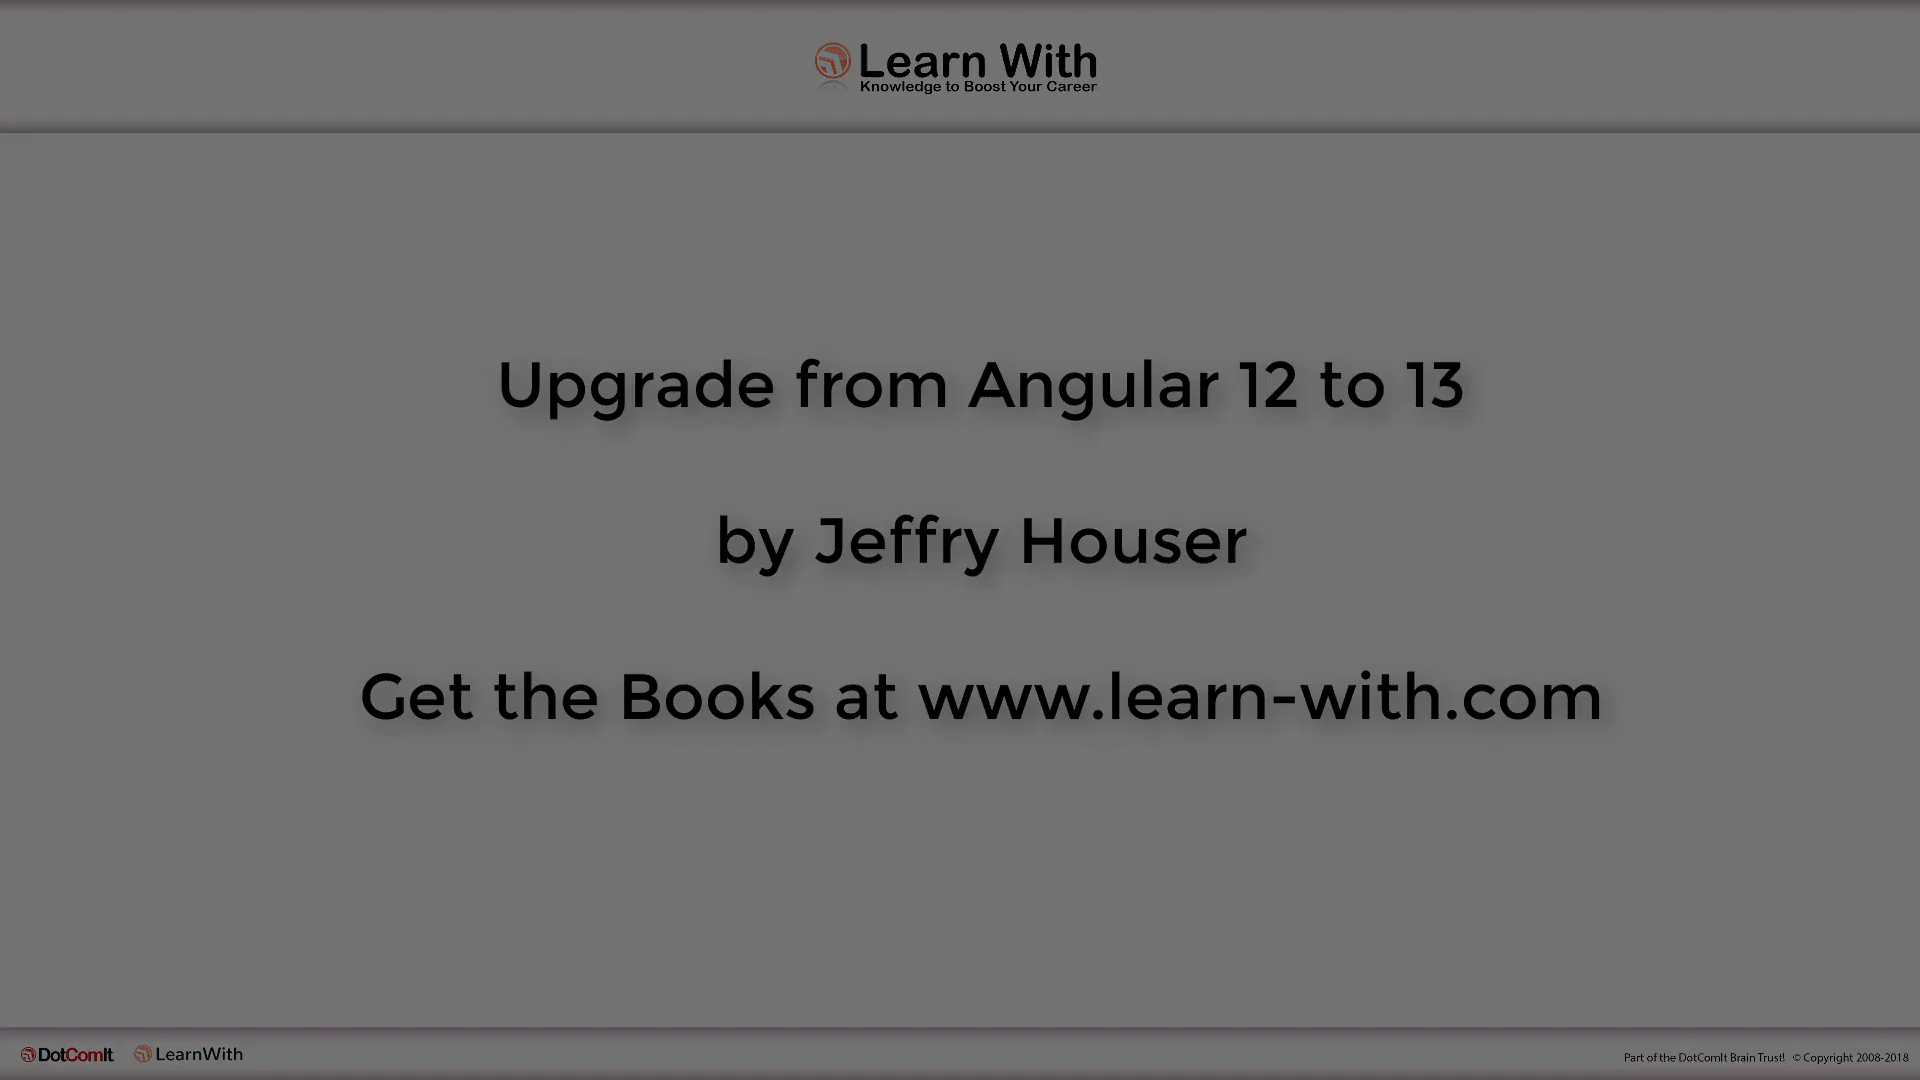 Learn With
Knowledge to Boost Your Career
Upgrade from Angular 12 to 13
by Jeffry Houser
Get the Books at www.learn-with.com
DotComIt LearnWith
Part of the DotComIt Brain Trust! © Copyright 2008-2018